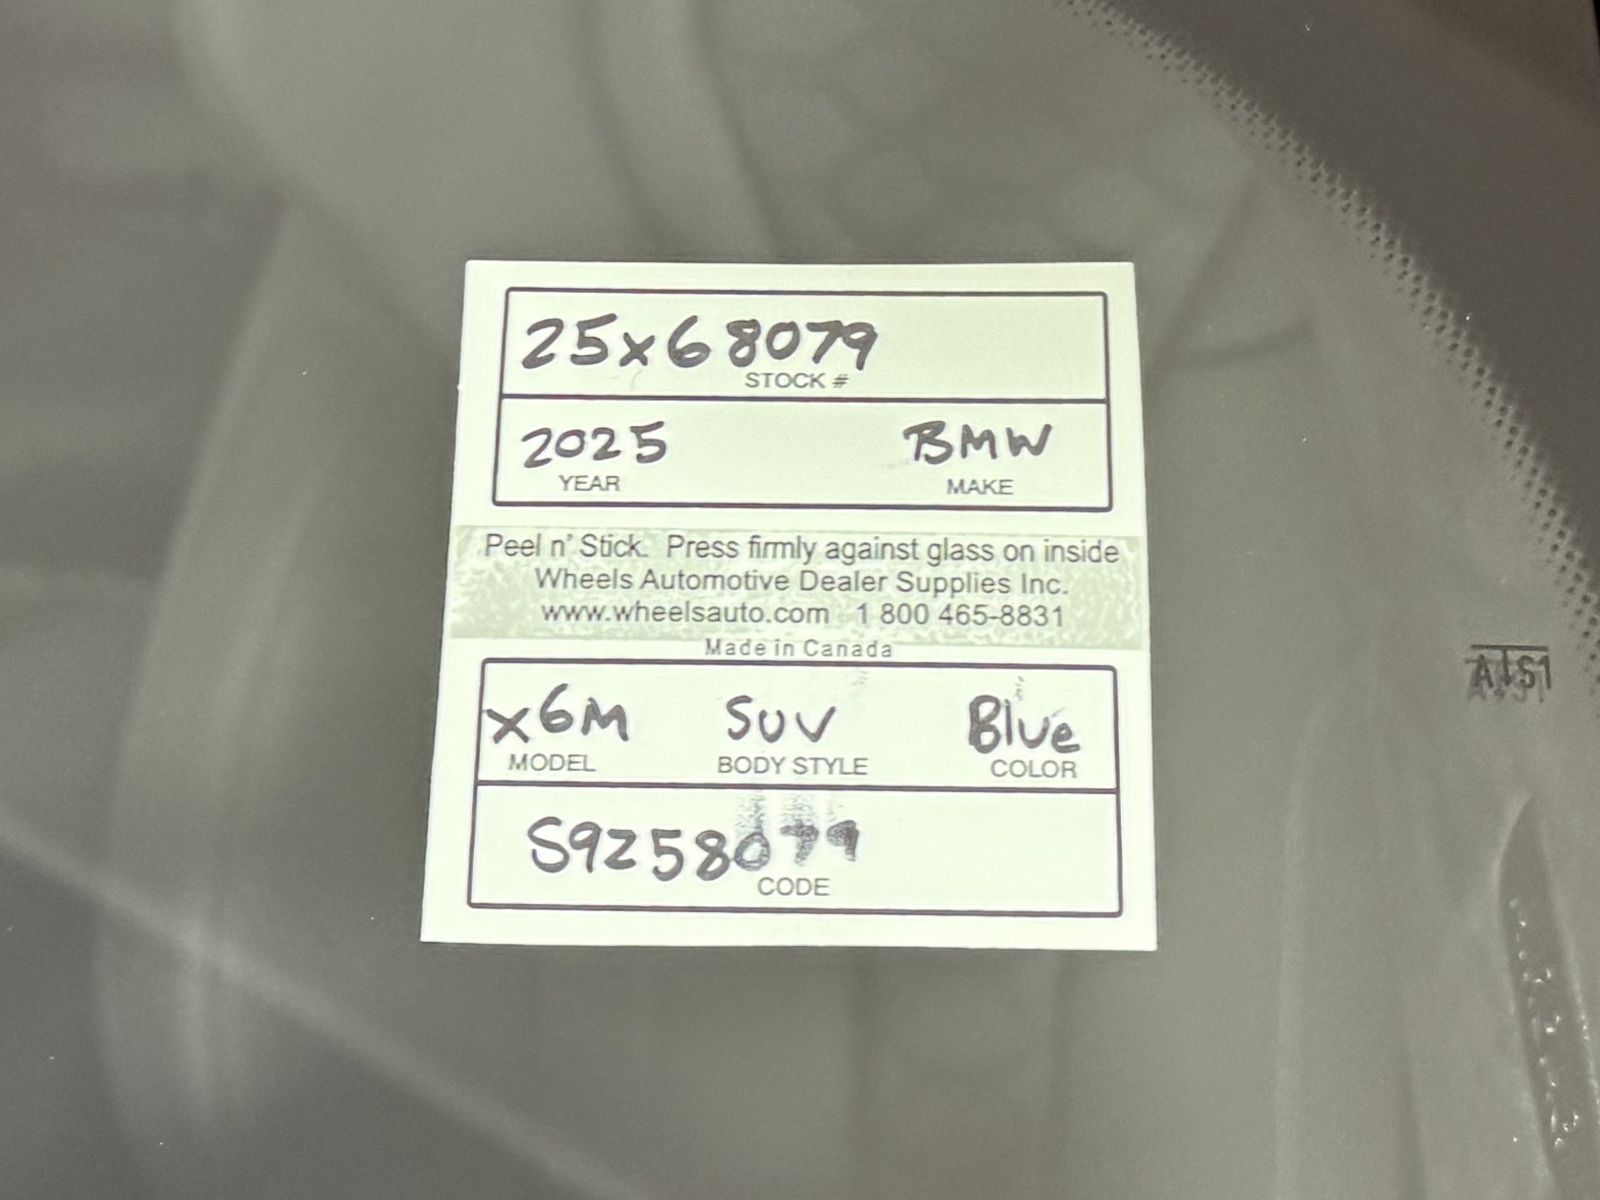 25x68079
STOCK #
2025 BMW
YEAR MAKE
Peel n' Stick. Press firmly against glass on inside
Wheels Automotive Dealer Supplies Inc.
www.wheelsauto.com 1 800 465-8831
Made in Canada
x6M SUV Blue
MODEL BODY STYLE COLOR
S9Z58079
CODE
AS1